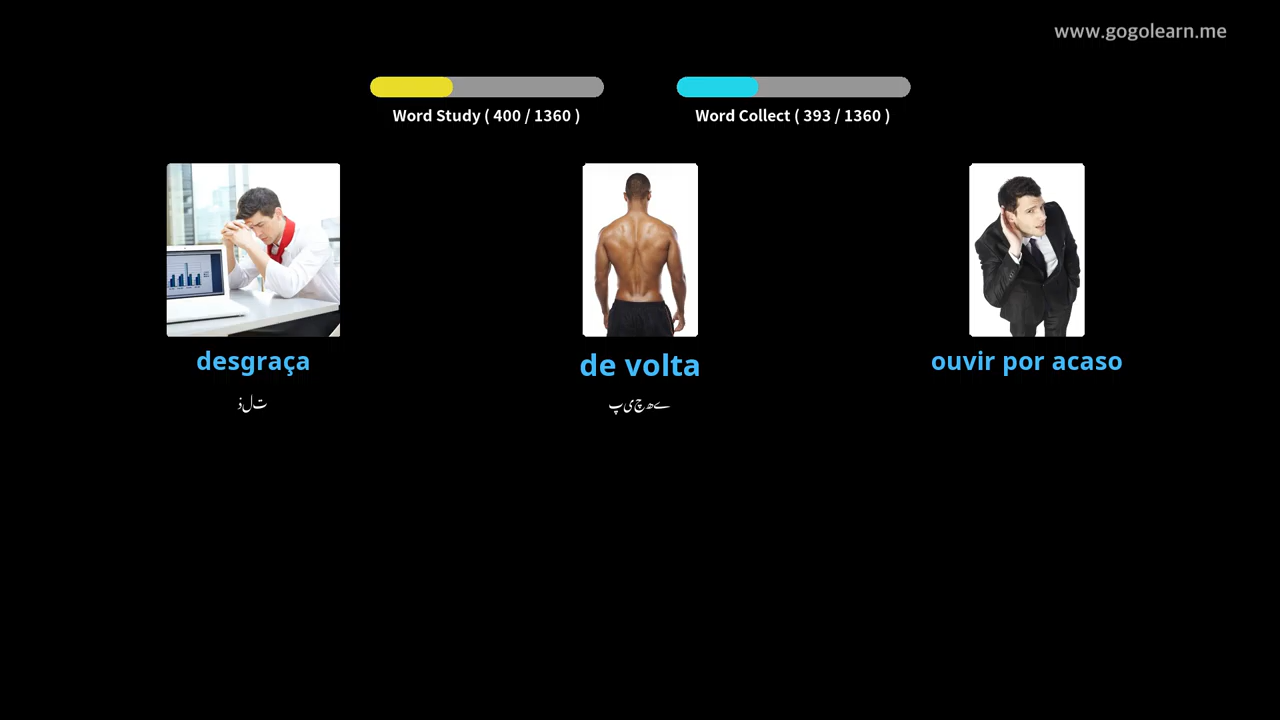 www.gogolearn.me
Word Study ( 400 / 1360 )
Word Collect ( 393 / 1360 )
desgraça
de volta
ouvir por acaso
ذلت
پیچھے